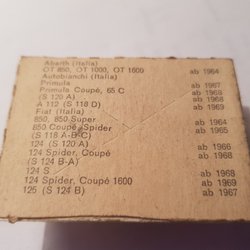 Abarth (Italia)
OT 850, OT 1000, OT 1600 ab 1964
Autobianchi (Italia)
Primula ab 1967
Primula Coupé, 65 C ab 1969
(S 120 A) ab 1968
A 112 (S 118 D) ab 1969
Fiat (Italia)
850, 850 Super ab 1964
850 Coupé/Spider ab 1965
(S 118 A-B-C)
124 (S 120 A) ab 1966
124 Spider, Coupé ab 1968
(S 124 B-A)
124 S ab 1968
124 Spider, Coupé 1600 ab 1969
125 (S 124 B) ab 1967